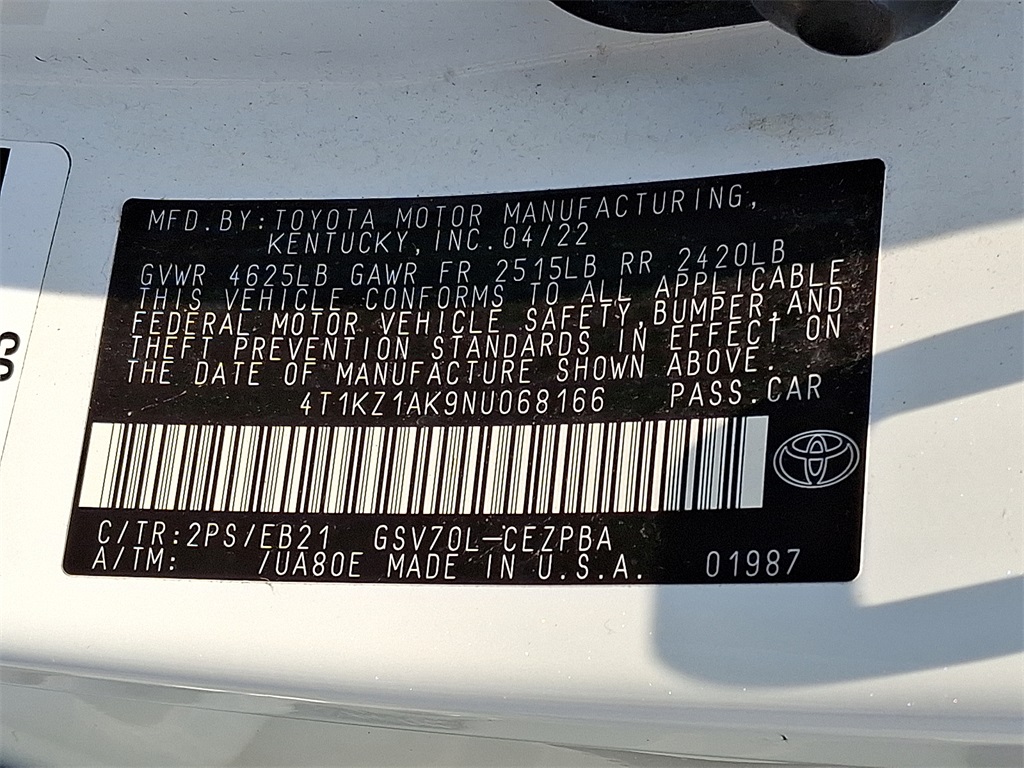 MFD.BY:TOYOTA MOTOR MANUFACTURING,
KENTUCKY,INC.04/22
GVWR 4625LB GAWR FR 2515LB RR 2420LB
THIS VEHICLE CONFORMS TO ALL APPLICABLE
FEDERAL MOTOR VEHICLE SAFETY,BUMPER,AND
THEFT PREVENTION STANDARDS IN EFFECT ON
THE DATE OF MANUFACTURE SHOWN ABOVE.
4T1KZ1AK9NU068166 PASS.CAR
C/TR:2PS/EB21 GSV70L-CEZPBA
A/TM: /UA80E MADE IN U.S.A. 01987
S